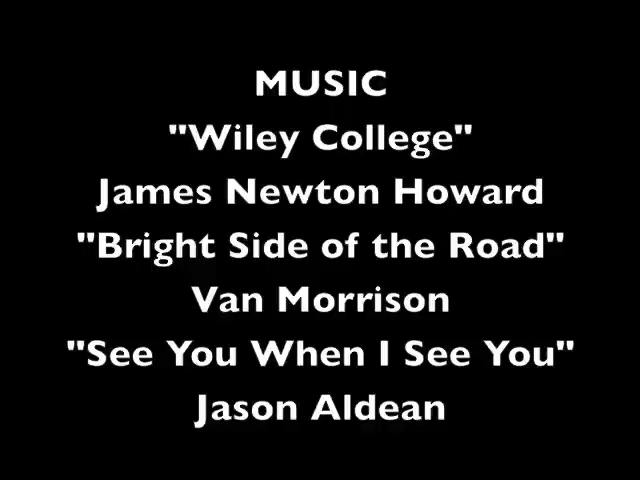 MUSIC
"Wiley College"
James Newton Howard
"Bright Side of the Road"
Van Morrison
"See You When I See You"
Jason Aldean